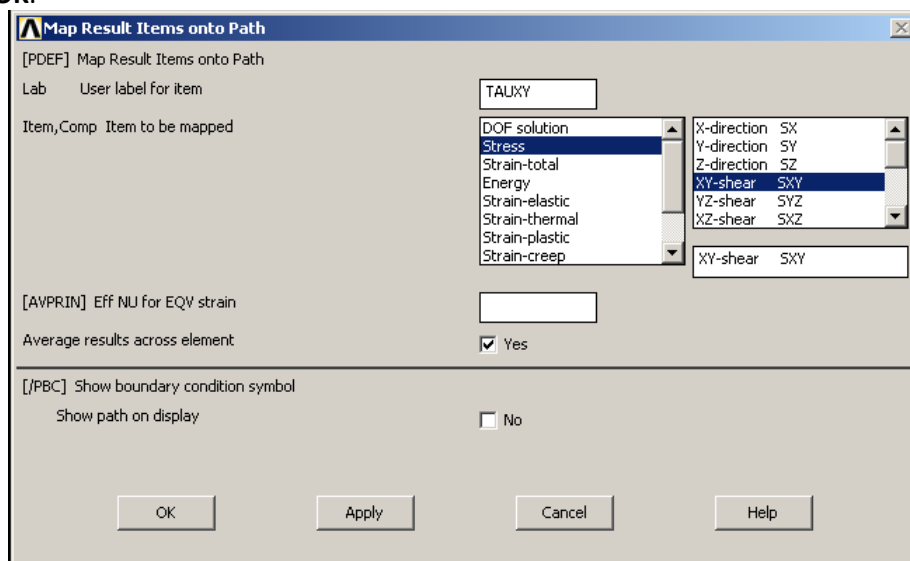 OK.
Map Result Items onto Path
[PDEF] Map Result Items onto Path
Lab User label for item
TAUXY
Item,Comp Item to be mapped
DOF solution
Stress
Strain-total
Energy
Strain-elastic
Strain-thermal
Strain-plastic
Strain-creep
X-direction SX
Y-direction SY
Z-direction SZ
XY-shear SXY
YZ-shear SYZ
XZ-shear SXZ
XY-shear SXY
[AVPRIN] Eff NU for EQV strain
Average results across element
Yes
[/PBC] Show boundary condition symbol
Show path on display
No
OK Apply Cancel Help